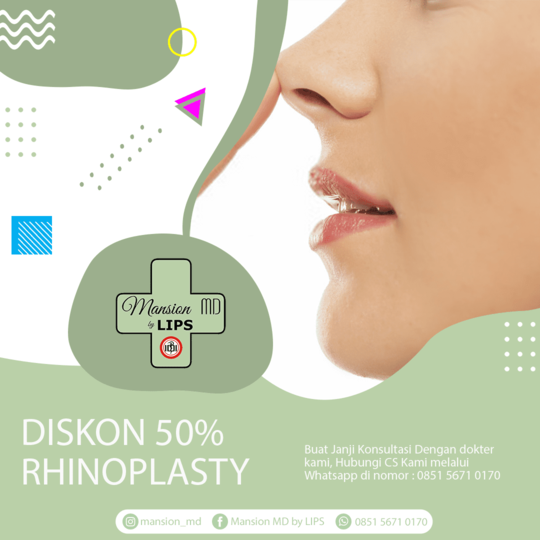 Mansion MD
by LIPS
DISKON 50%
RHINOPLASTY
Buat Janji Konsultasi Dengan dokter
kami, Hubungi CS Kami melalui
Whatsapp di nomor : 0851 5671 0170
mansion_md Mansion MD by LIPS 0851 5671 0170